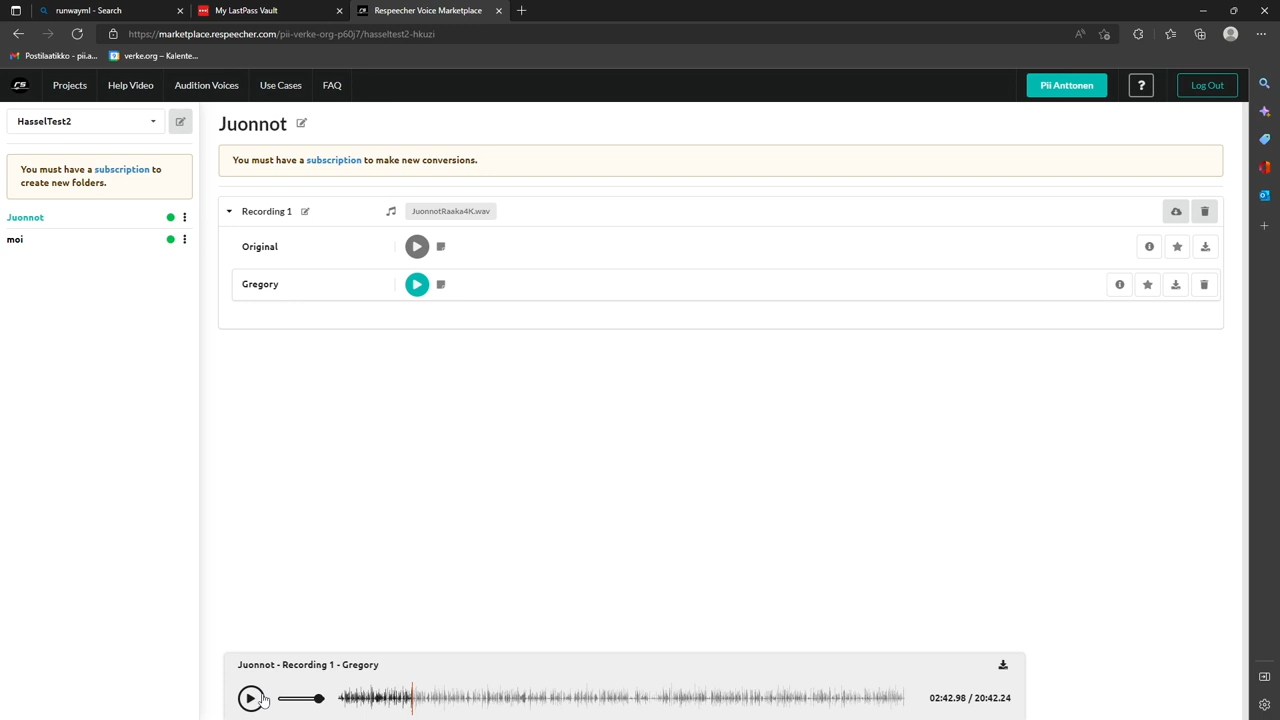 runwayml - Search
My LastPass Vault
Respeecher Voice Marketplace
https://marketplace.respeecher.com/pii-verke-org-p60j7/hasseltest2-hkuzi
Postilaatikko - pii.a...
verke.org – Kalente...
Projects
Help Video
Audition Voices
Use Cases
FAQ
Pii Anttonen
?
Log Out
HasselTest2
You must have a subscription to
create new folders.
Juonnot
moi
Juonnot
You must have a subscription to make new conversions.
Recording 1
JuonnotRaaka4K.wav
Original
Gregory
Juonnot - Recording 1 - Gregory
02:42.98 / 20:42.24